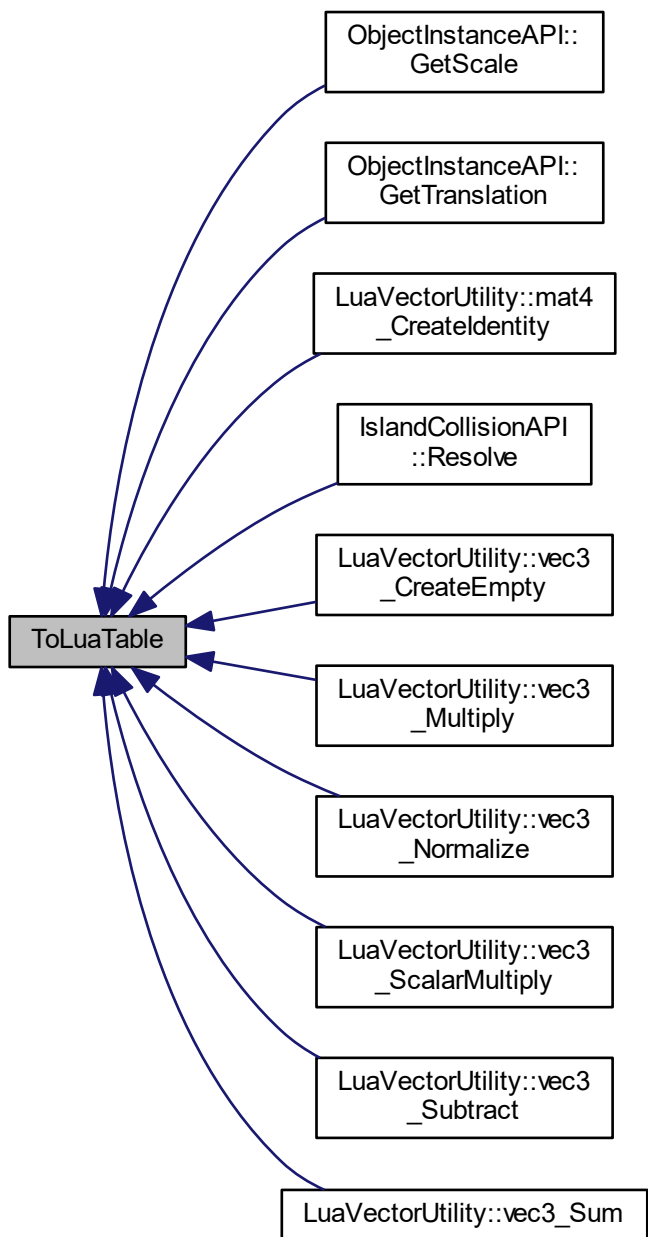 ObjectInstanceAPI::
GetScale
ObjectInstanceAPI::
GetTranslation
LuaVectorUtility::mat4
_CreateIdentity
IslandCollisionAPI
::Resolve
LuaVectorUtility::vec3
_CreateEmpty
ToLuaTable
LuaVectorUtility::vec3
_Multiply
LuaVectorUtility::vec3
_Normalize
LuaVectorUtility::vec3
_ScalarMultiply
LuaVectorUtility::vec3
_Subtract
LuaVectorUtility::vec3_Sum